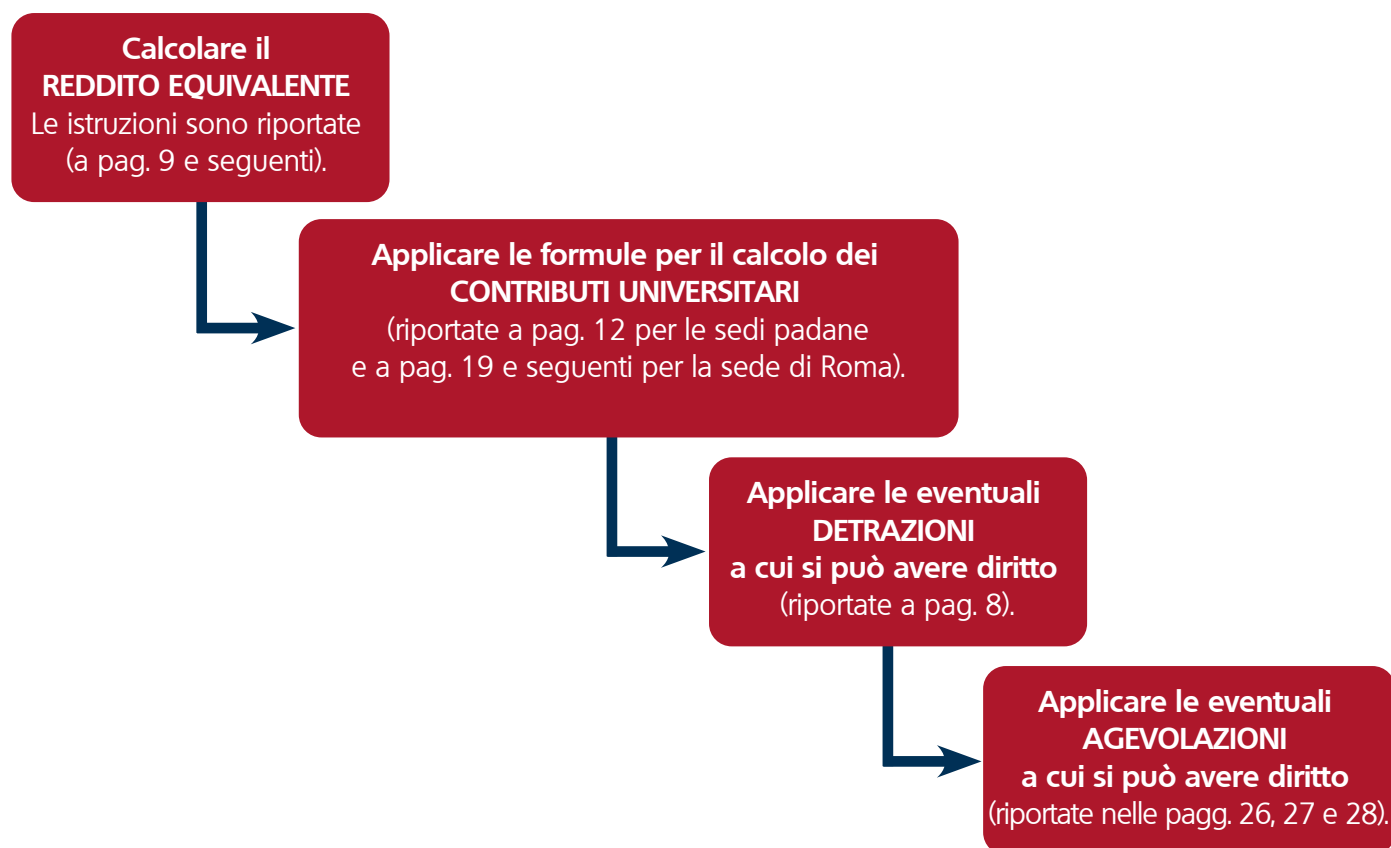 Calcolare il
REDDITO EQUIVALENTE
Le istruzioni sono riportate
(a pag. 9 e seguenti).
Applicare le formule per il calcolo dei
CONTRIBUTI UNIVERSITARI
(riportate a pag. 12 per le sedi padane
e a pag. 19 e seguenti per la sede di Roma).
Applicare le eventuali
DETRAZIONI
a cui si può avere diritto
(riportate a pag. 8).
Applicare le eventuali
AGEVOLAZIONI
a cui si può avere diritto
(riportate nelle pagg. 26, 27 e 28).